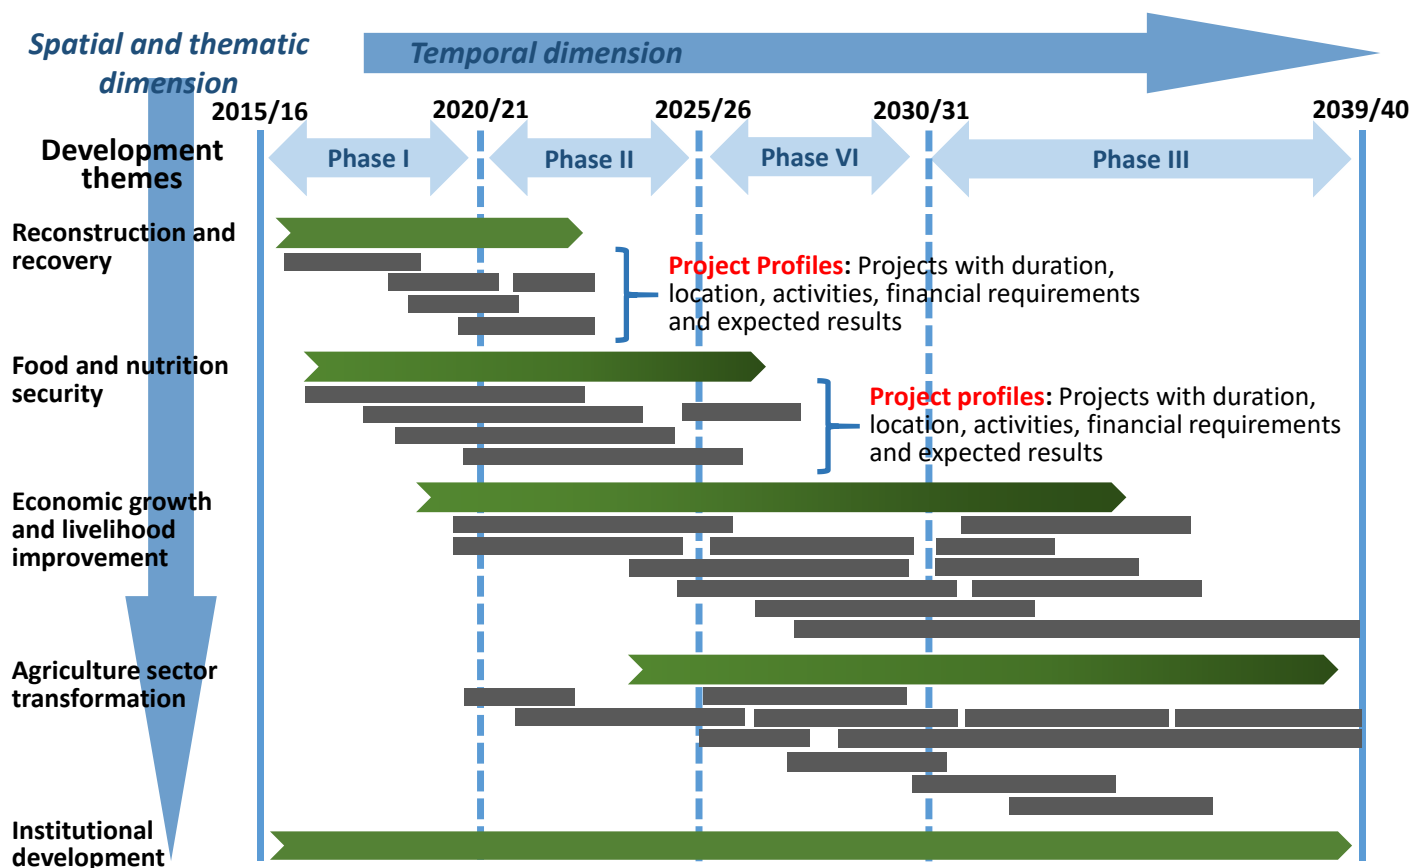 Spatial and thematic
dimension
Temporal dimension
2015/16
2020/21
2025/26
2030/31
2039/40
Development
themes
Phase I
Phase II
Phase VI
Phase III
Reconstruction and
recovery
Project Profiles: Projects with duration,
location, activities, financial requirements
and expected results
Food and nutrition
security
Project profiles: Projects with duration,
location, activities, financial requirements
and expected results
Economic growth
and livelihood
improvement
Agriculture sector
transformation
Institutional
development